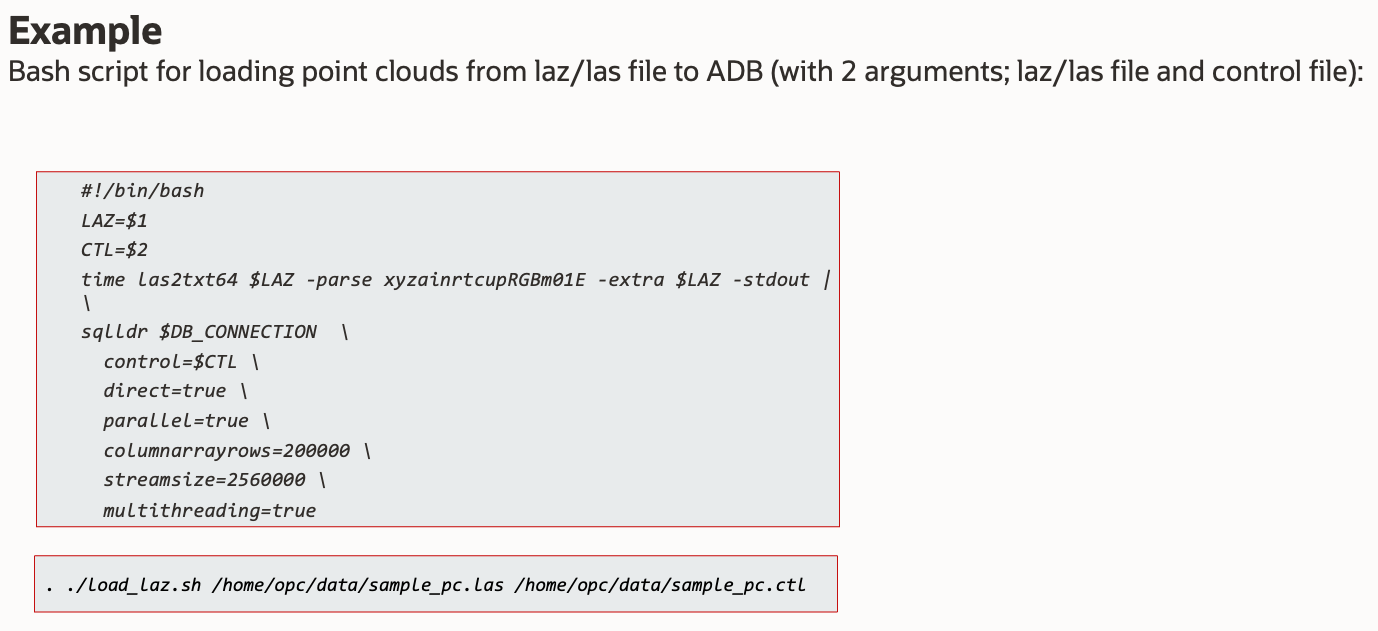 Example
Bash script for loading point clouds from laz/las file to ADB (with 2 arguments; laz/las file and control file):
#!/bin/bash
LAZ=$1
CTL=$2
time las2txt64 $LAZ -parse xyzainrtcupRGBm01E -extra $LAZ -stdout |
\
sqlldr $DB_CONNECTION  \
  control=$CTL \
  direct=true \
  parallel=true \
  columnarrayrows=200000 \
  streamsize=2560000 \
  multithreading=true
. ./load_laz.sh /home/opc/data/sample_pc.las /home/opc/data/sample_pc.ctl